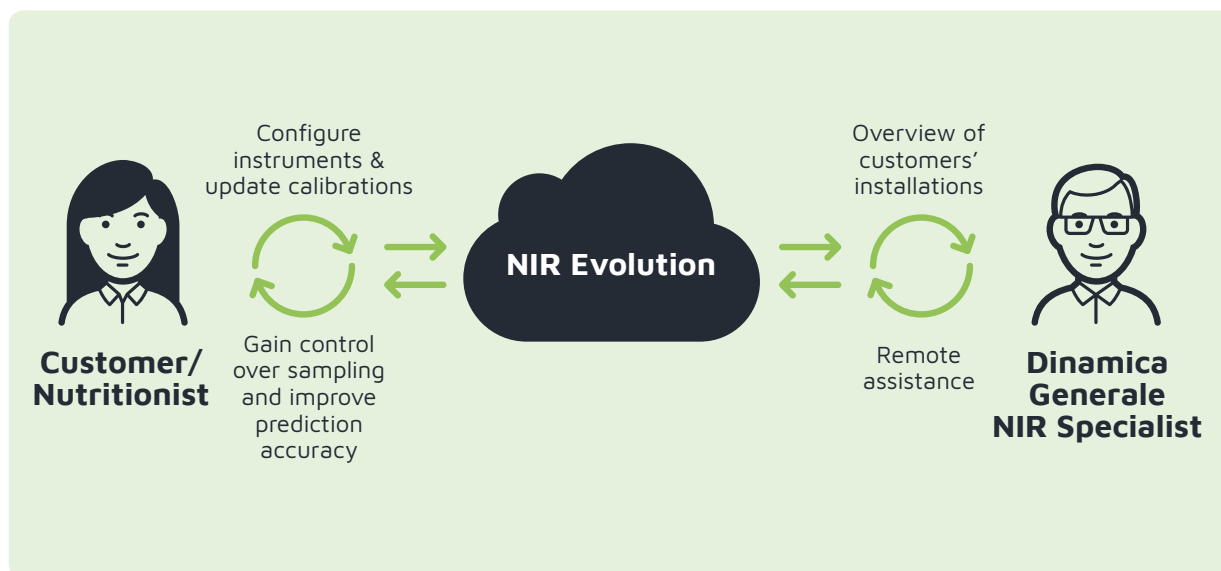 Configure
instruments &
update calibrations
Gain control
over sampling
and improve
prediction
accuracy
Customer/
Nutritionist
NIR Evolution
Overview of
customers’
installations
Remote
assistance
Dinamica
Generale
NIR Specialist